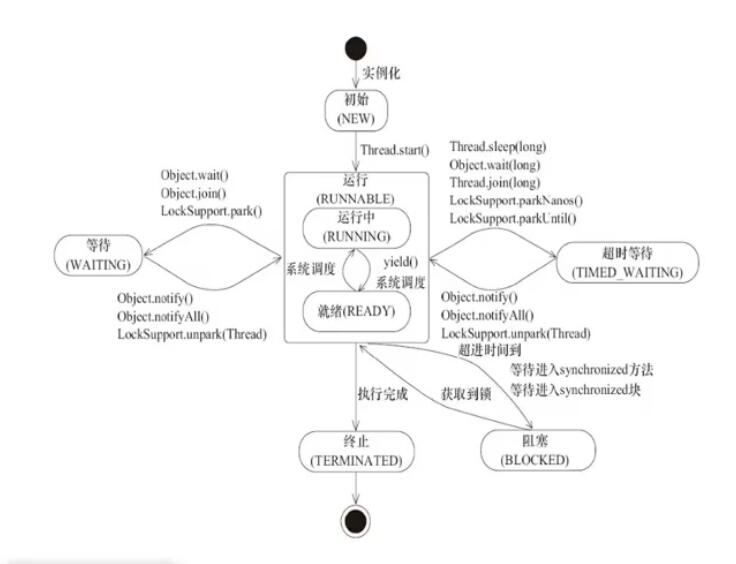 实例化
初始
(NEW)
Thread.start()
Object.wait()
Object.join()
LockSupport.park()
等待
(WAITING)
Object.notify()
Object.notifyAll()
LockSupport.unpark(Thread)
运行
(RUNNABLE)
运行中
(RUNNING)
系统调度
yield()
系统调度
就绪(READY)
Thread.sleep(long)
Object.wait(long)
Thread.join(long)
LockSupport.parkNanos()
LockSupport.parkUntil()
超时等待
(TIMED_WAITING)
Object.notify()
Object.notifyAll()
LockSupport.unpark(Thread)
超进时间到
等待进入synchronized方法
等待进入synchronized块
获取到锁
阻塞
(BLOCKED)
执行完成
终止
(TERMINATED)